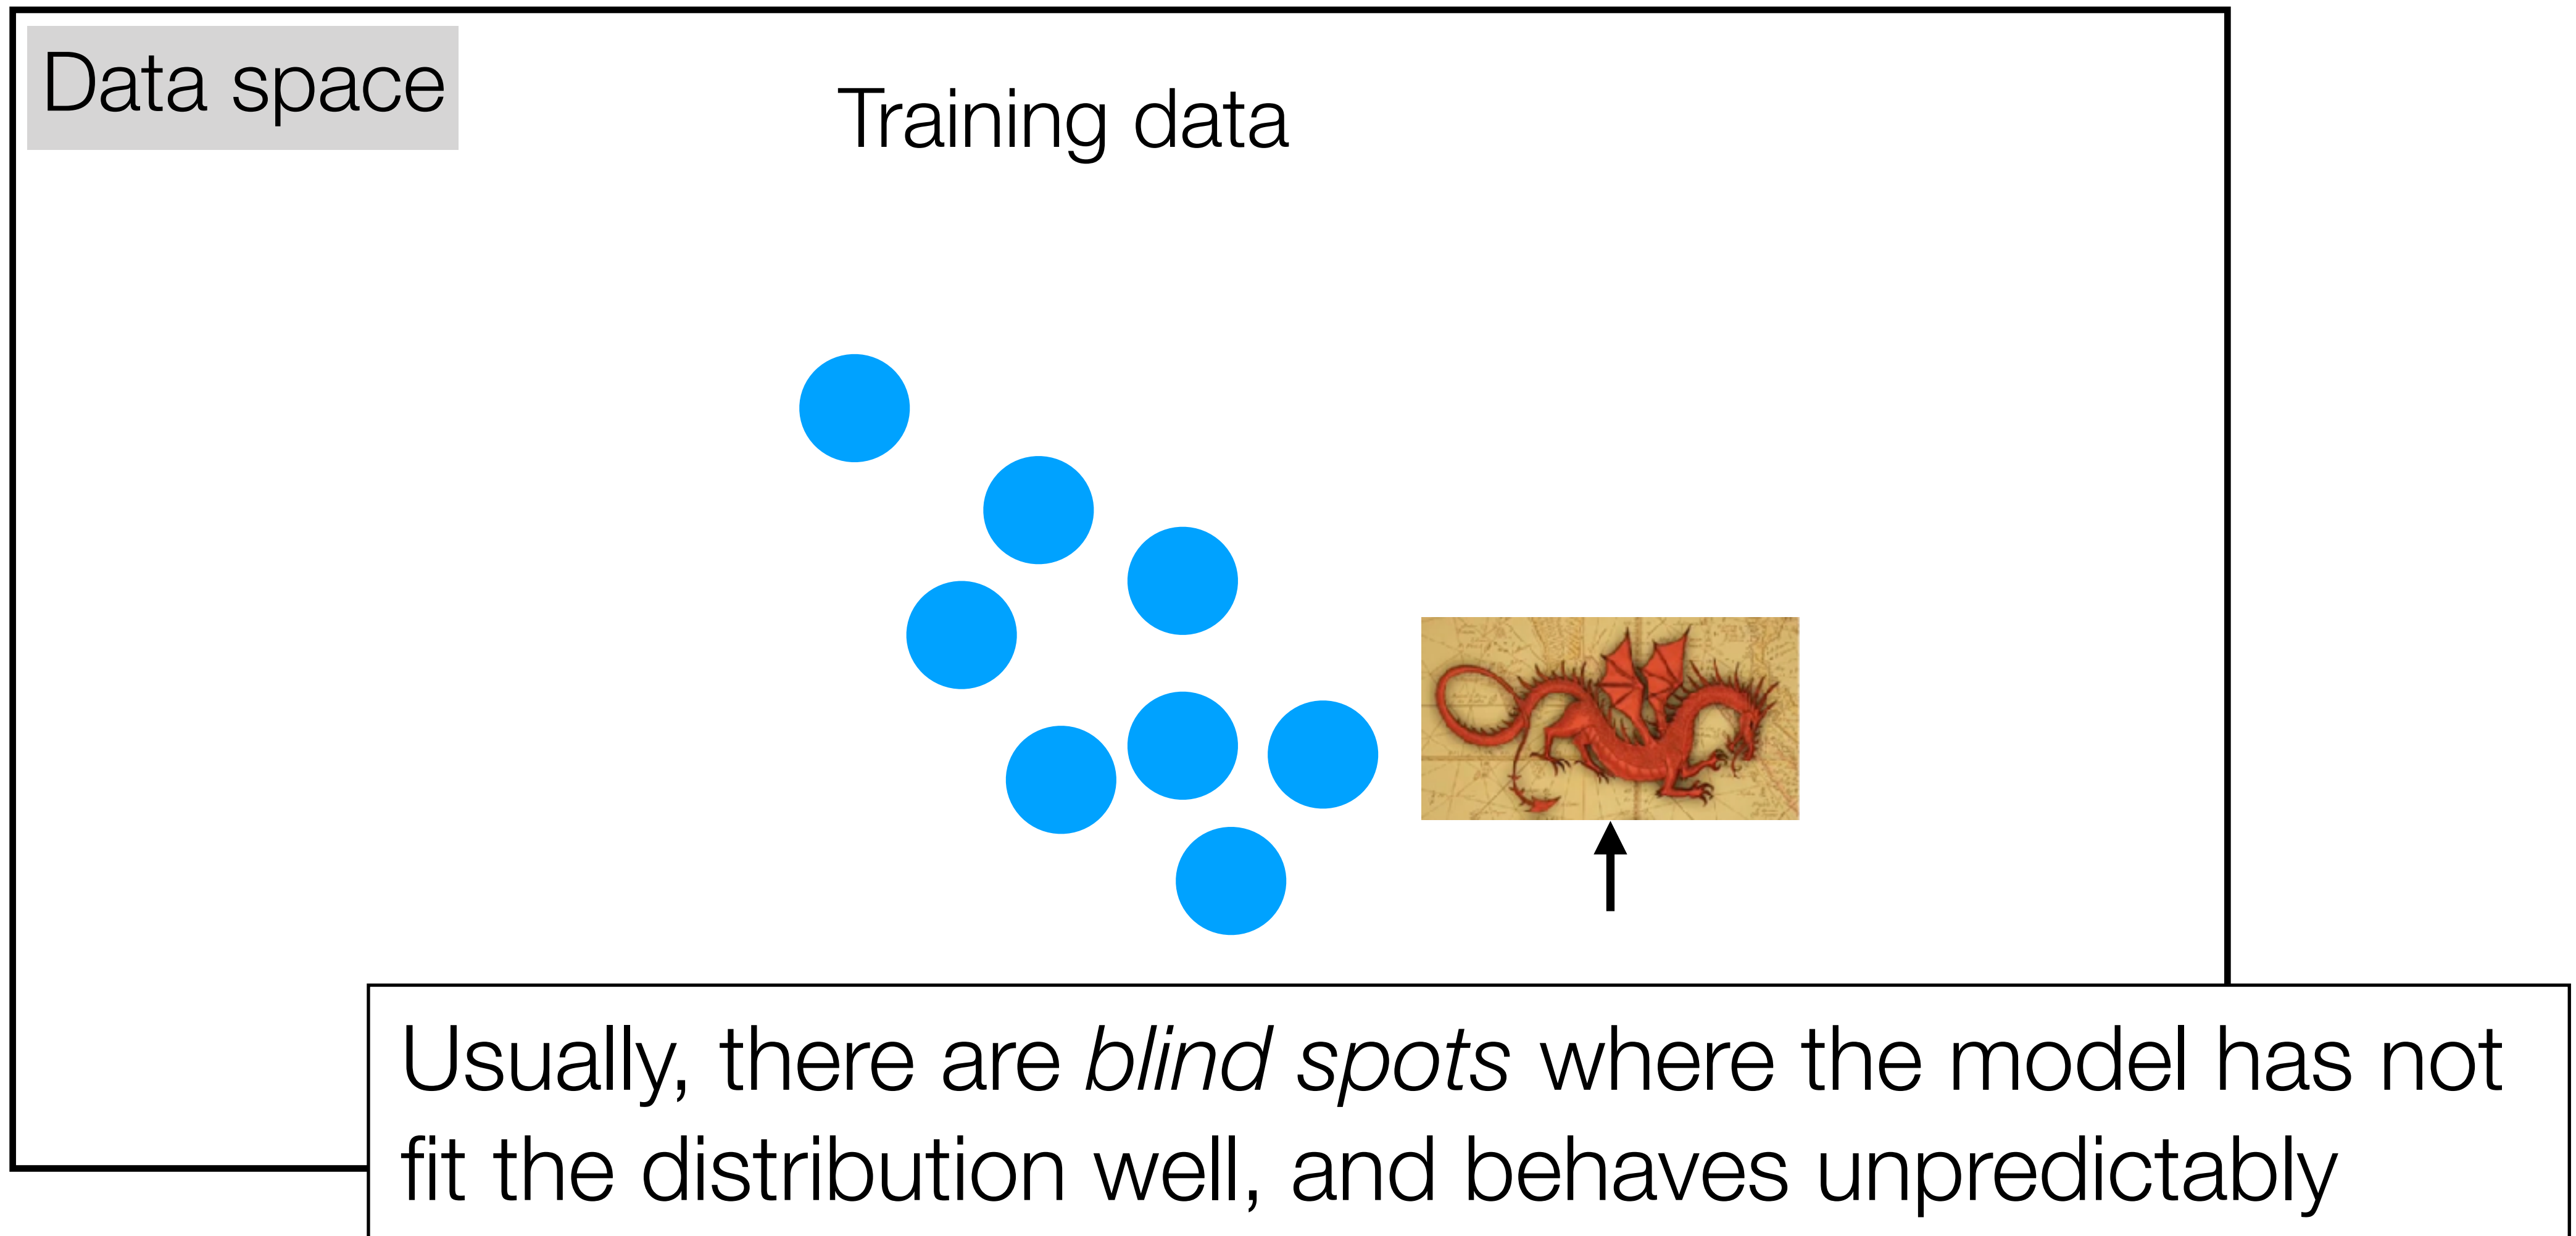 Data space
Training data
Usually, there are blind spots where the model has not
fit the distribution well, and behaves unpredictably